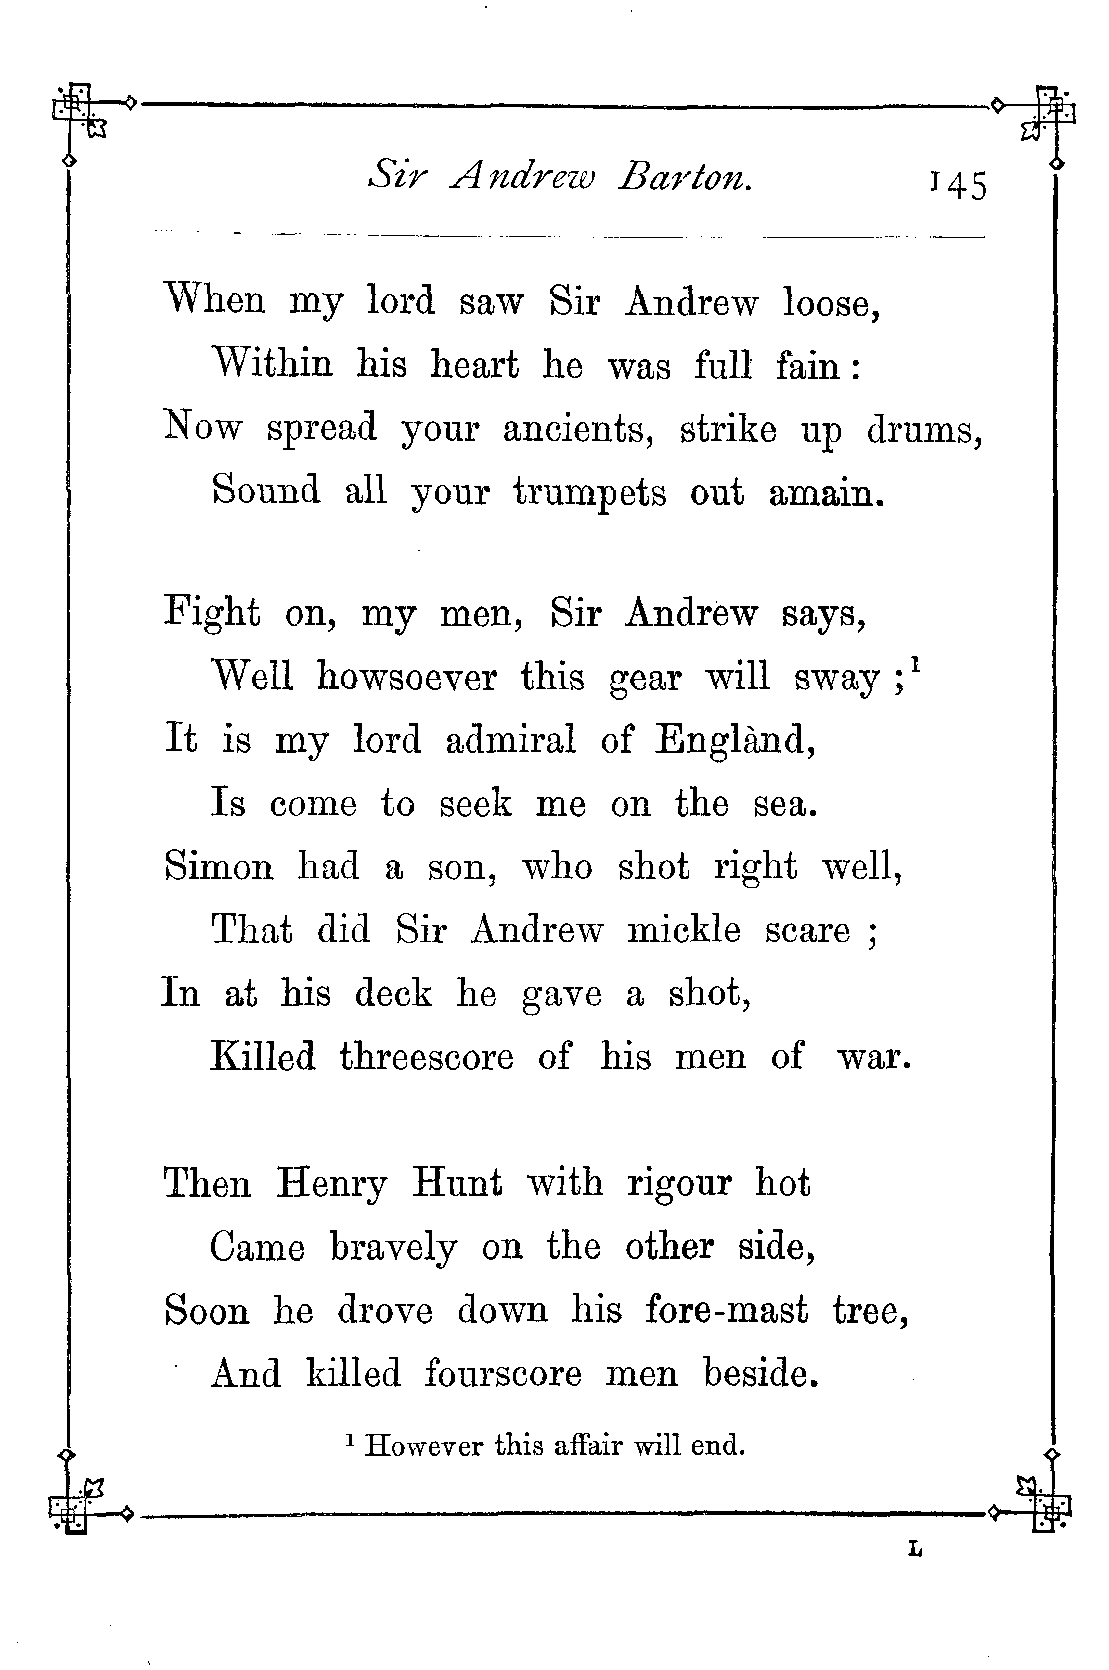 Sir Andrew Barton. 145
When my lord saw Sir Andrew loose,
Within his heart he was full fain :
Now spread your ancients, strike up drums,
Sound all your trumpets out amain.
Fight on, my men, Sir Andrew says,
Well howsoever this gear will sway ;¹
It is my lord admiral of Englànd,
Is come to seek me on the sea.
Simon had a son, who shot right well,
That did Sir Andrew mickle scare ;
In at his deck he gave a shot,
Killed threescore of his men of war.
Then Henry Hunt with rigour hot
Came bravely on the other side,
Soon he drove down his fore-mast tree,
And killed fourscore men beside.
¹ However this affair will end.
L